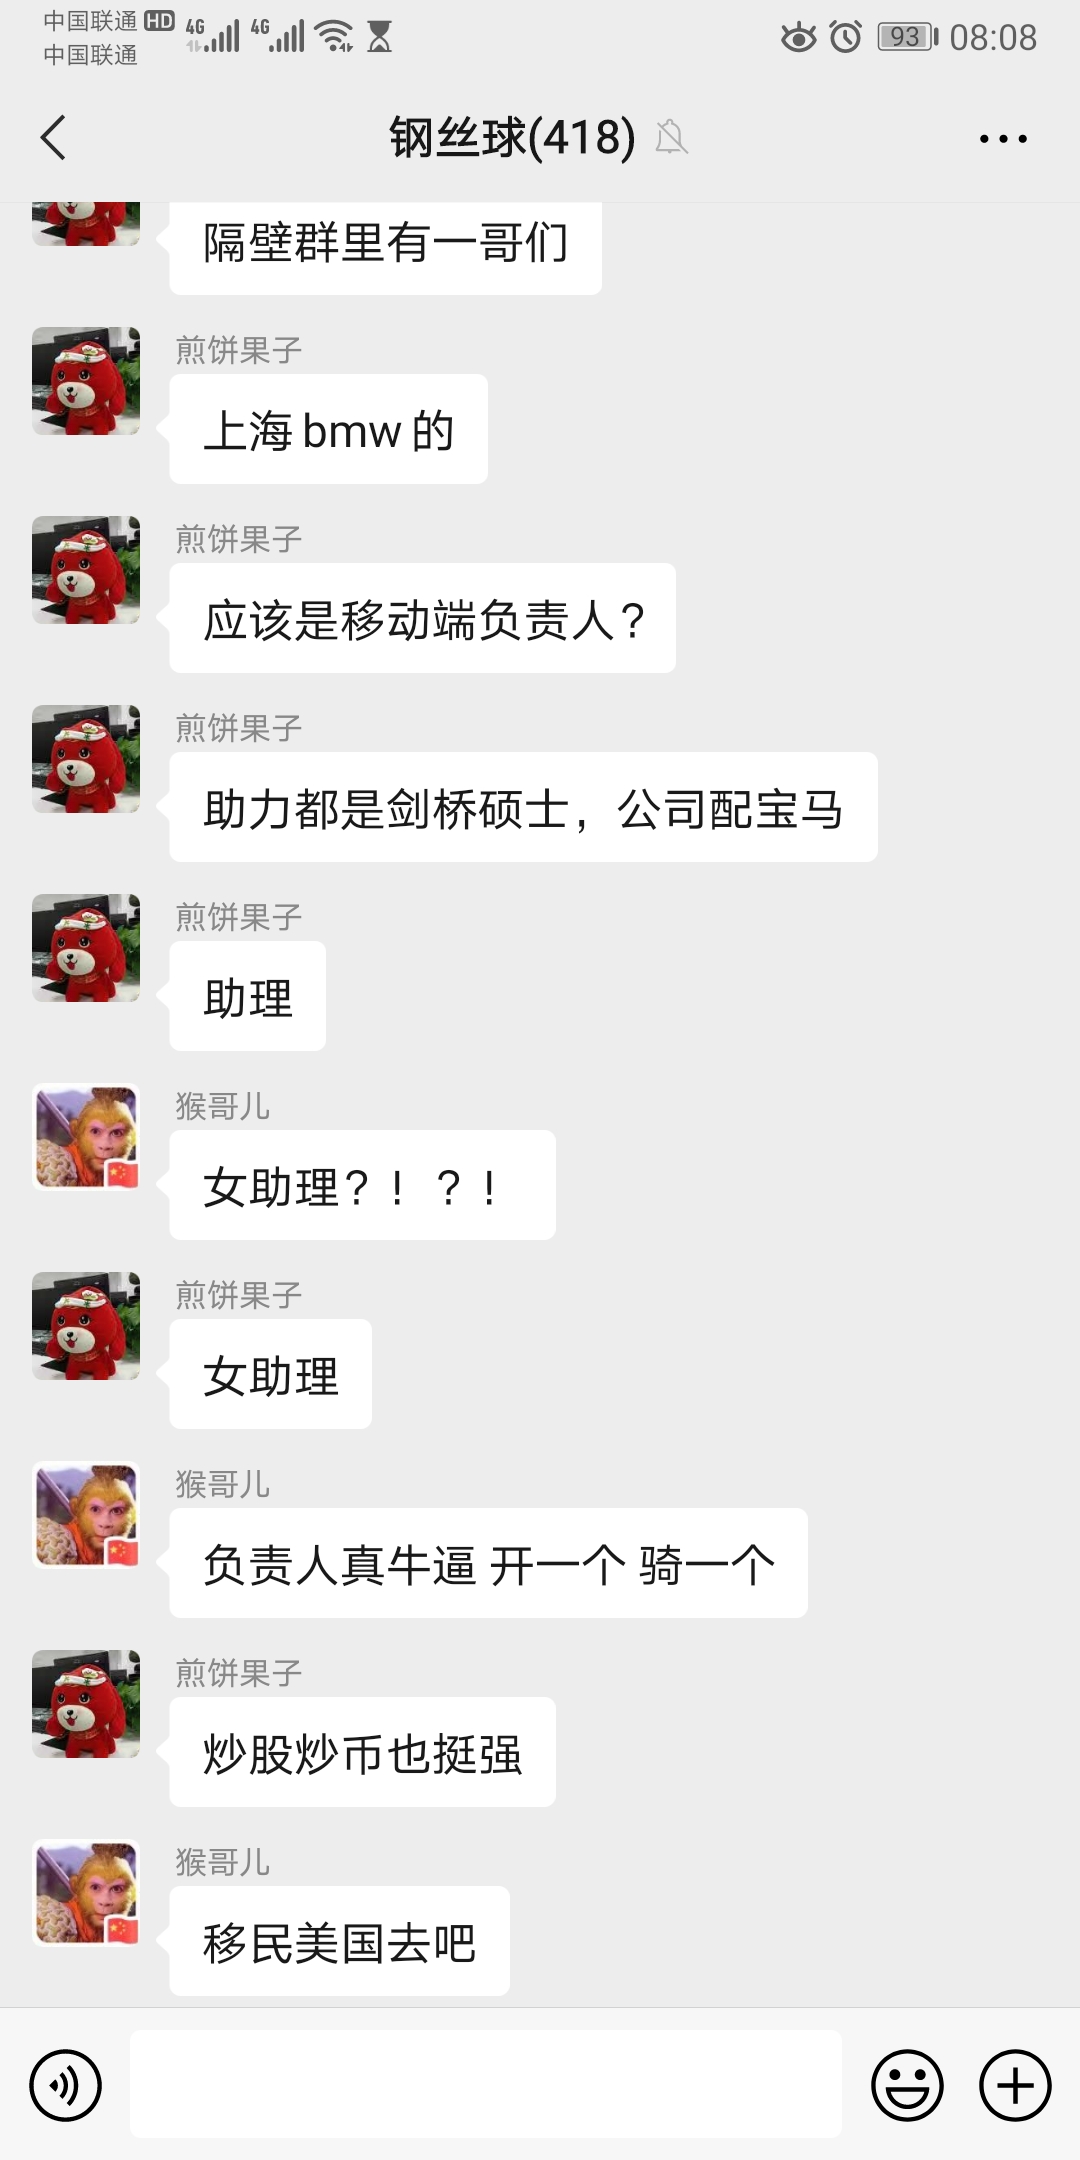 中国联通 HD 4G 4G 93 08:08
中国联通
钢丝球(418)
隔壁群里有一哥们
煎饼果子
上海bmw的
煎饼果子
应该是移动端负责人?
煎饼果子
助力都是剑桥硕士，公司配宝马
煎饼果子
助理
猴哥儿
女助理?！?！
煎饼果子
女助理
猴哥儿
负责人真牛逼 开一个 骑一个
煎饼果子
炒股炒币也挺强
猴哥儿
移民美国去吧